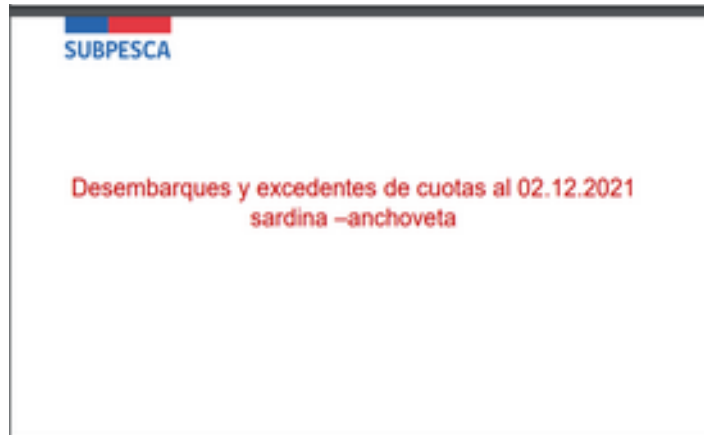 SUBPESCA
Desembarques y excedentes de cuotas al 02.12.2021
sardina –anchoveta